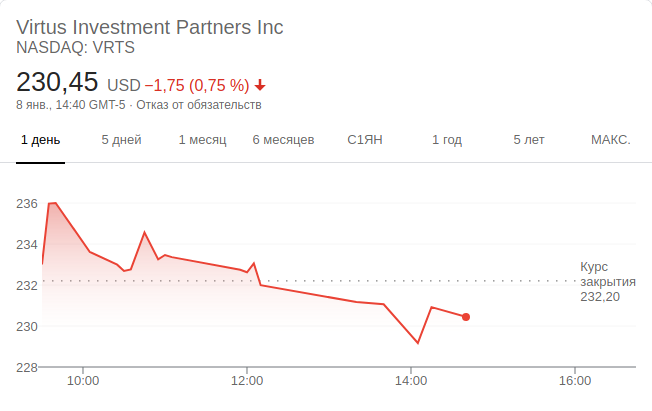 Virtus Investment Partners Inc
NASDAQ: VRTS
230,45 USD −1,75 (0,75 %)
8 янв., 14:40 GMT-5 · Отказ от обязательств
1 день 5 дней 1 месяц 6 месяцев С1ЯН 1 год 5 лет МАКС.
236
234
232
230
228
Курс
закрытия
232,20
10:00 12:00 14:00 16:00